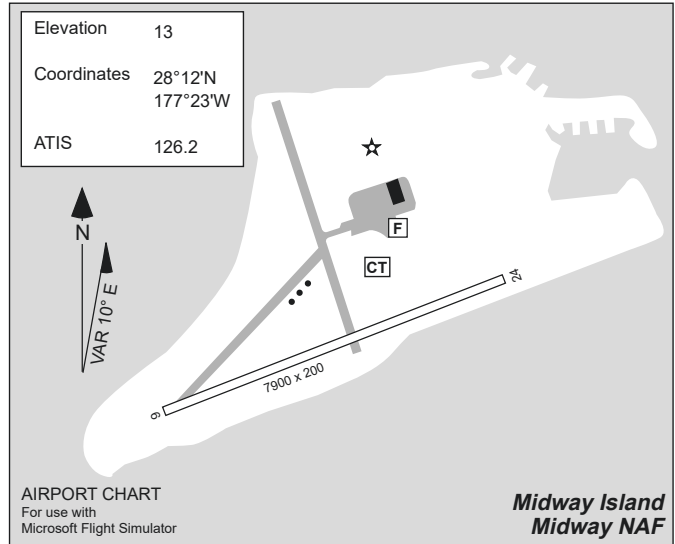 Elevation 13
Coordinates 28°12'N
177°23'W
ATIS 126.2
N
VAR 10° E
F
CT
24
7900 x 200
6
AIRPORT CHART
For use with
Microsoft Flight Simulator
Midway Island
Midway NAF